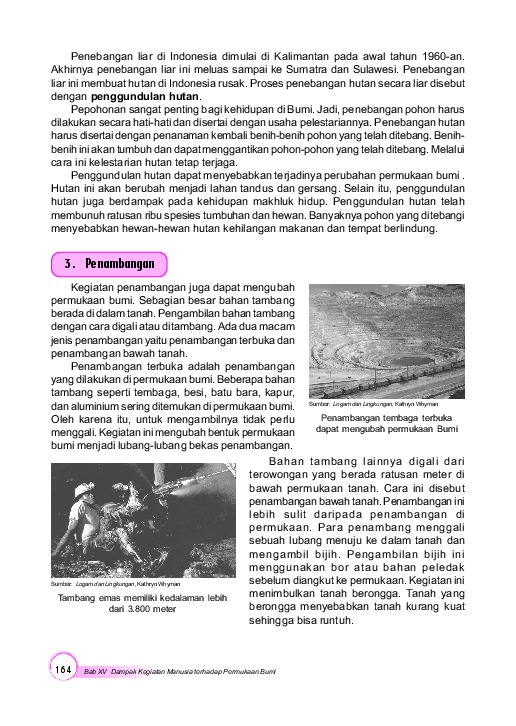 Penebangan liar di Indonesia dimulai di Kalimantan pada awal tahun 1960-an.
Akhirnya penebangan liar ini meluas sampai ke Sumatra dan Sulawesi. Penebangan
liar ini membuat hutan di Indonesia rusak. Proses penebangan hutan secara liar disebut
dengan penggundulan hutan.
Pepohonan sangat penting bagi kehidupan di Bumi. Jadi, penebangan pohon harus
dilakukan secara hati-hati dan disertai dengan usaha pelestariannya. Penebangan hutan
harus disertai dengan penanaman kembali benih-benih pohon yang telah ditebang. Benih-
benih ini akan tumbuh dan dapat menggantikan pohon-pohon yang telah ditebang. Melalui
cara ini kelestarian hutan tetap terjaga.
Penggundulan hutan dapat menyebabkan terjadinya perubahan permukaan bumi .
Hutan ini akan berubah menjadi lahan tandus dan gersang. Selain itu, penggundulan
hutan juga berdampak pada kehidupan makhluk hidup. Penggundulan hutan telah
membunuh ratusan ribu spesies tumbuhan dan hewan. Banyaknya pohon yang ditebangi
menyebabkan hewan-hewan hutan kehilangan makanan dan tempat berlindung.
3. Penambangan
Kegiatan penambangan juga dapat mengubah
permukaan bumi. Sebagian besar bahan tambang
berada di dalam tanah. Pengambilan bahan tambang
dengan cara digali atau ditambang. Ada dua macam
jenis penambangan yaitu penambangan terbuka dan
penambangan bawah tanah.
Penambangan terbuka adalah penambangan
yang dilakukan di permukaan bumi. Beberapa bahan
tambang seperti tembaga, besi, batu bara, kapur,
dan aluminium sering ditemukan di permukaan bumi.
Oleh karena itu, untuk mengambilnya tidak perlu
menggali. Kegiatan ini mengubah bentuk permukaan
bumi menjadi lubang-lubang bekas penambangan.
Sumber: Logam dan Lingkungan, Kathryn Whyman
Penambangan tembaga terbuka
dapat mengubah permukaan Bumi
Bahan tambang lainnya digali dari
terowongan yang berada ratusan meter di
bawah permukaan tanah. Cara ini disebut
penambangan bawah tanah. Penambangan ini
lebih sulit daripada penambangan di
permukaan. Para penambang menggali
sebuah lubang menuju ke dalam tanah dan
mengambil bijih. Pengambilan bijih ini
menggunakan bor atau bahan peledak
sebelum diangkut ke permukaan. Kegiatan ini
menimbulkan tanah berongga. Tanah yang
berongga menyebabkan tanah kurang kuat
sehingga bisa runtuh.
Sumber: Logam dan Lingkungan, Kathryn Whyman
Tambang emas memiliki kedalaman lebih
dari 3.800 meter
164 Bab XV Dampak Kegiatan Manusia terhadap Permukaan Bumi